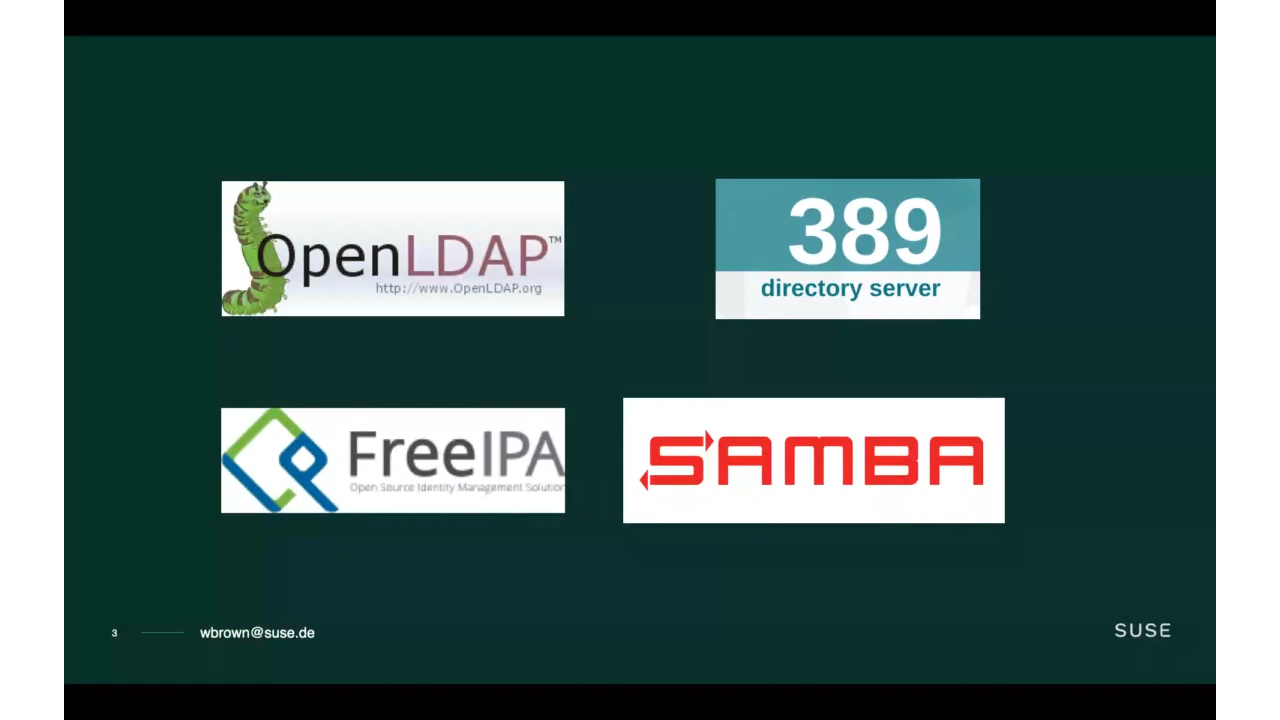 OpenLDAP™
http://www.OpenLDAP.org
389
directory server
FreeIPA
Open Source Identity Management Solution
SAMBA
3
wbrown@suse.de
SUSE